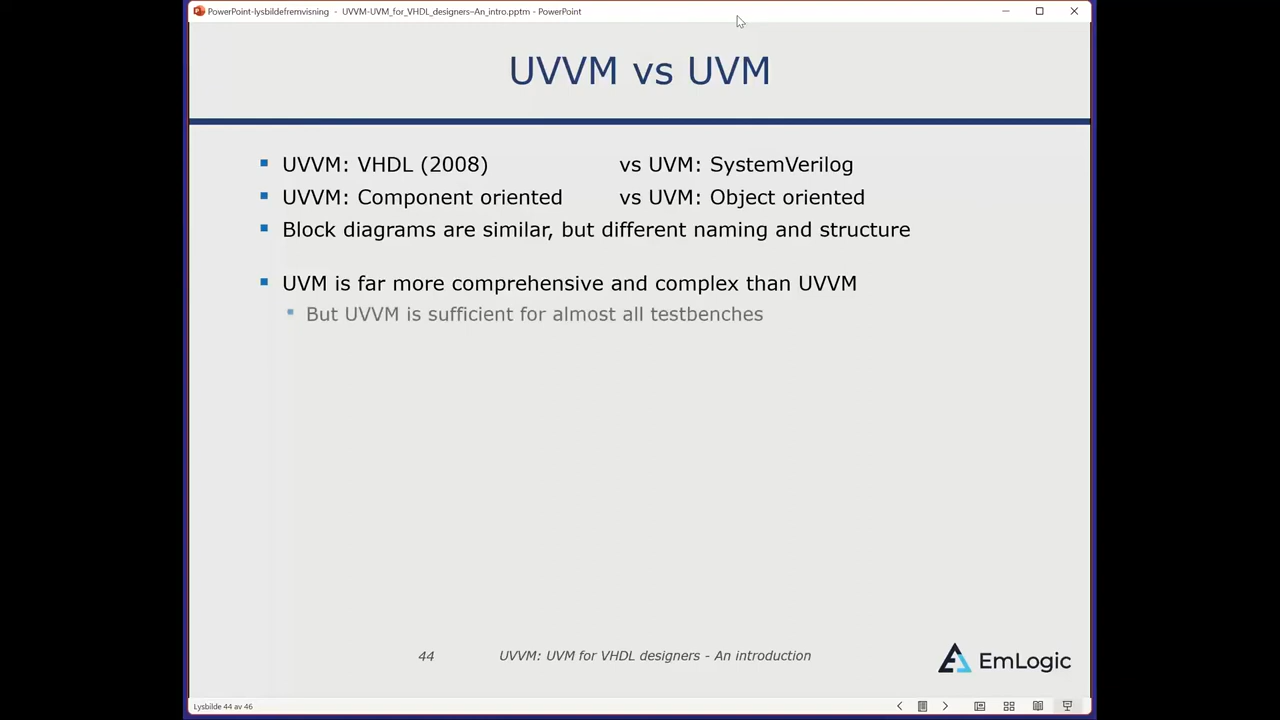 PowerPoint-lysbildefremvisning - UVVM-UVM_for_VHDL_designers–An_intro.pptm - PowerPoint
UVVM vs UVM
UVVM: VHDL (2008) vs UVM: SystemVerilog
UVVM: Component oriented vs UVM: Object oriented
Block diagrams are similar, but different naming and structure
UVM is far more comprehensive and complex than UVVM
But UVVM is sufficient for almost all testbenches
44 UVVM: UVM for VHDL designers - An introduction
EmLogic
Lysbilde 44 av 46